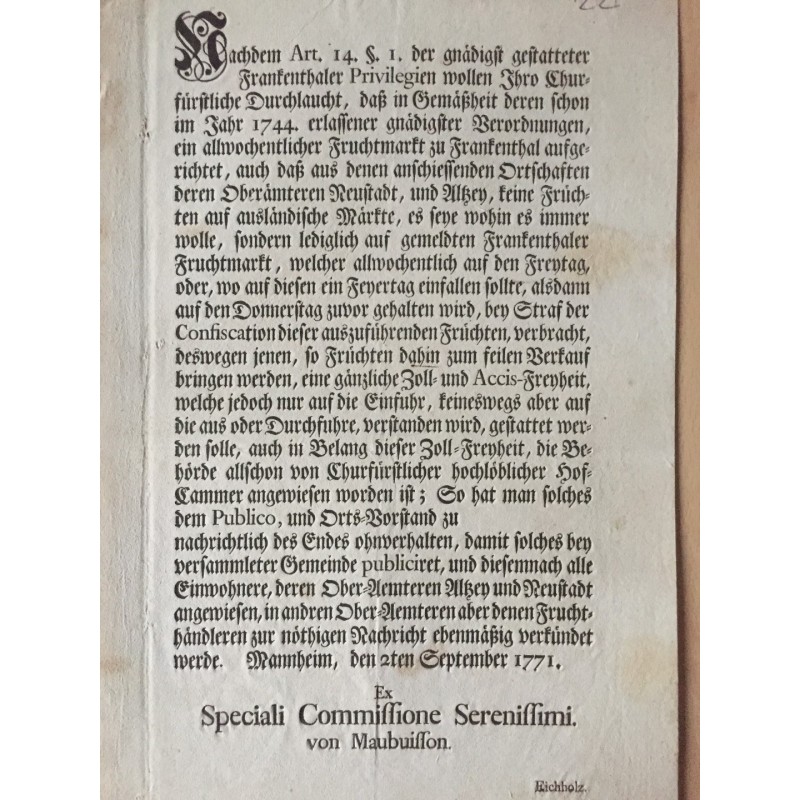 22
Nachdem Art. 14. §. 1. der gnädigst gestatteter
Frankenthaler Privilegien wollen Ihro Chur-
fürstliche Durchlaucht, daß in Gemäßheit deren schon
im Jahr 1744. erlassener gnädigster Verordnungen,
ein allwochentlicher Fruchtmarkt zu Frankenthal aufge-
richtet, auch daß aus denen anschiessenden Ortschaften
deren Oberämteren Neustadt, und Altzey, keine Früch-
ten auf ausländische Märkte, es seye wohin es immer
wolle, sondern lediglich auf gemeldten Frankenthaler
Fruchtmarkt, welcher allwochentlich auf den Freytag,
oder, wo auf diesen ein Feyertag einfallen sollte, alsdann
auf den Donnerstag zuvor gehalten wird, bey Straf der
Confiscation dieser auszuführenden Früchten, verbracht,
deswegen jenen, so Früchten dahin zum feilen Verkauf
bringen werden, eine gänzliche Zoll- und Accis-Freyheit,
welche jedoch nur auf die Einfuhr, keineswegs aber auf
die aus oder Durchfuhre, verstanden wird, gestattet wer-
den solle, auch in Belang dieser Zoll-Freyheit, die Be-
hörde allschon von Churfürstlicher hochlöblicher Hof-
Cammer angewiesen worden ist; So hat man solches
dem Publico, und Orts-Vorstand zu
nachrichtlich des Endes ohnverhalten, damit solches bey
versammleter Gemeinde publiciret, und diesemnach alle
Einwohnere, deren Ober-Aemteren Altzey und Neustadt
angewiesen, in andren Ober-Aemteren aber denen Frucht-
händleren zur nöthigen Nachricht ebenmäßig verkündet
werde. Mannheim, den 2ten September 1771.
Ex
Speciali Commissione Serenissimi.
von Maubuisson.
Eichholz.